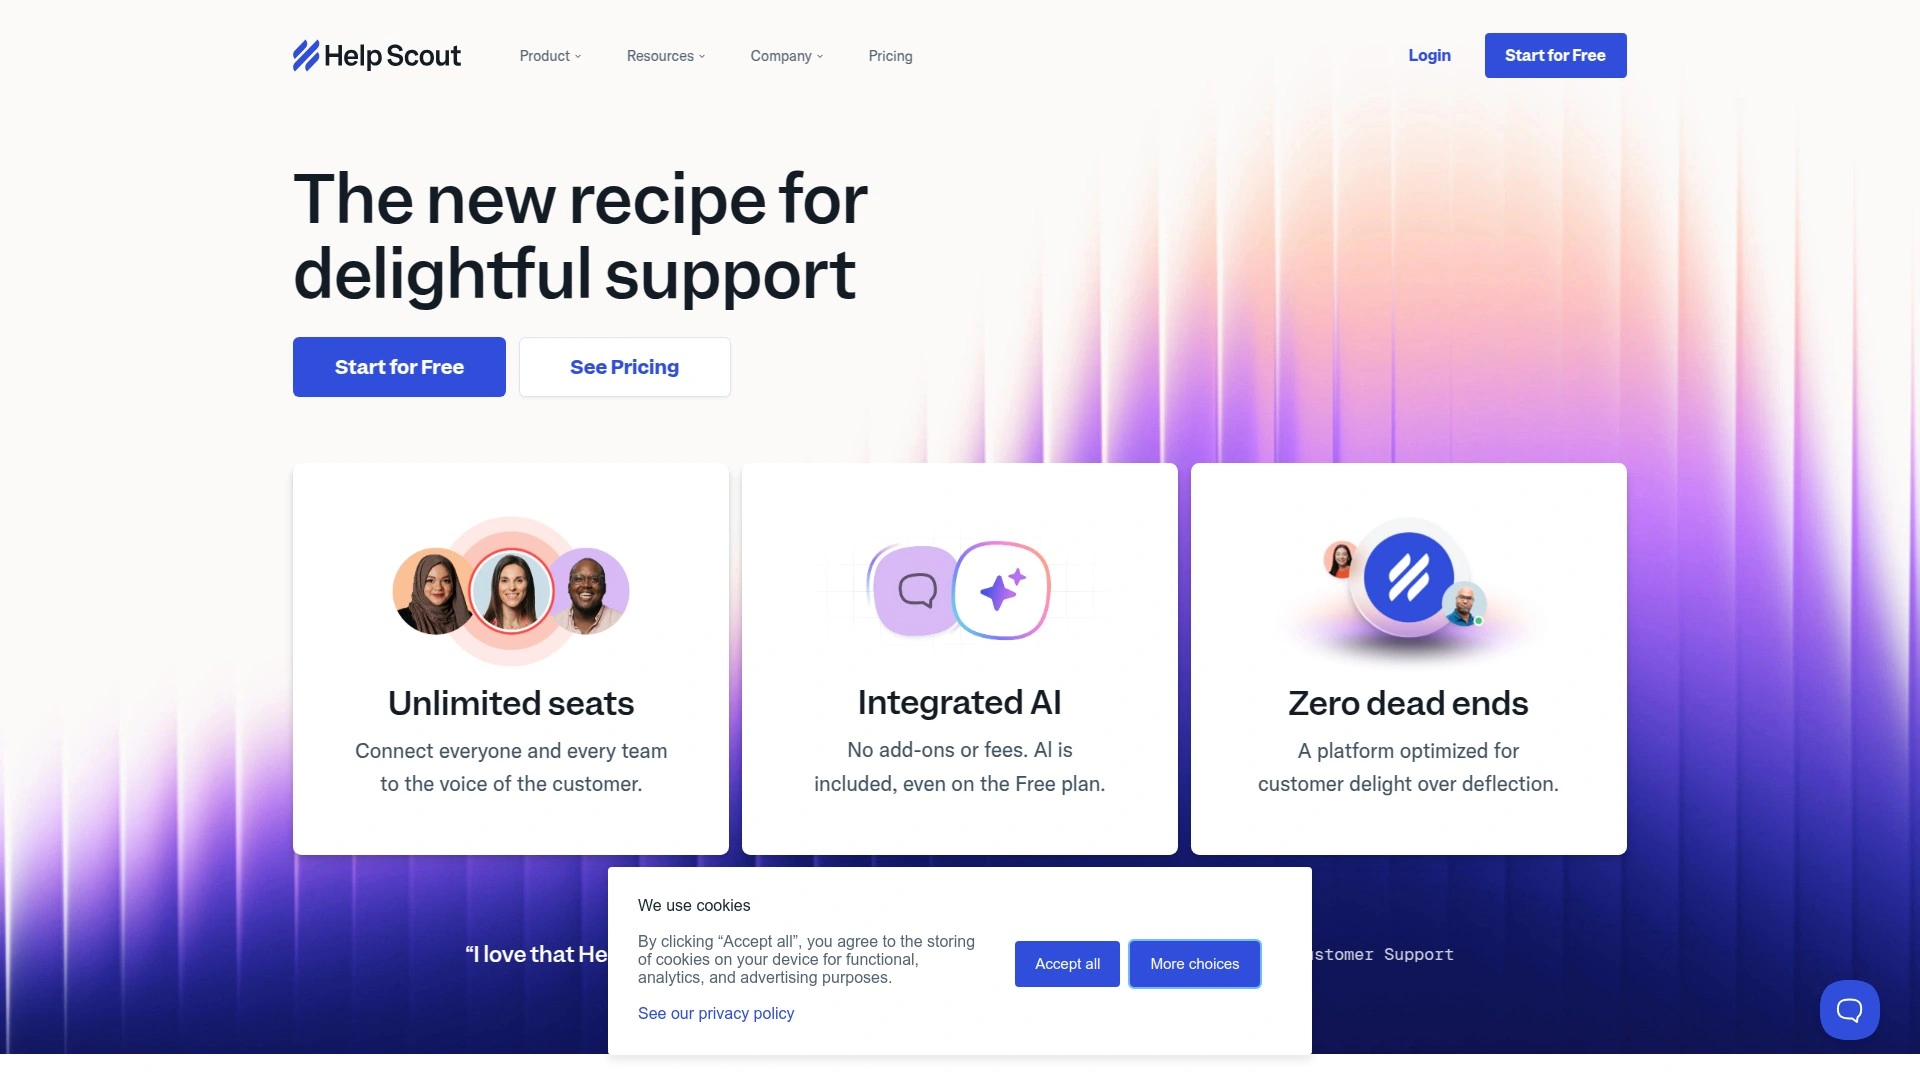 Help Scout
Product
Resources
Company
Pricing
Login
Start for Free
The new recipe for
delightful support
Start for Free
See Pricing
Unlimited seats
Connect everyone and every team
to the voice of the customer.
Integrated AI
No add-ons or fees. AI is
included, even on the Free plan.
Zero dead ends
A platform optimized for
customer delight over deflection.
“I love that He
stomer Support
We use cookies
By clicking “Accept all”, you agree to the storing
of cookies on your device for functional,
analytics, and advertising purposes.
See our privacy policy
Accept all
More choices